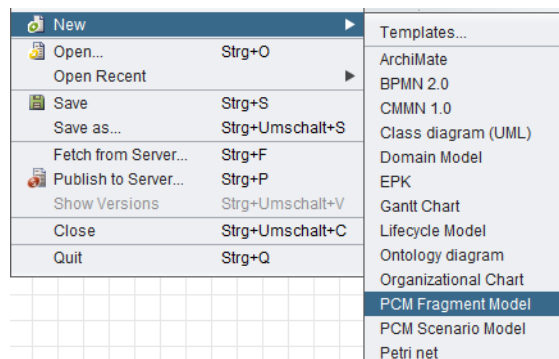 New
Open... Strg+O
Open Recent
Save Strg+S
Save as... Strg+Umschalt+S
Fetch from Server... Strg+F
Publish to Server... Strg+P
Show Versions Strg+Umschalt+V
Close Strg+Umschalt+C
Quit Strg+Q
Templates...
ArchiMate
BPMN 2.0
CMMN 1.0
Class diagram (UML)
Domain Model
EPK
Gantt Chart
Lifecycle Model
Ontology diagram
Organizational Chart
PCM Fragment Model
PCM Scenario Model
Petri net